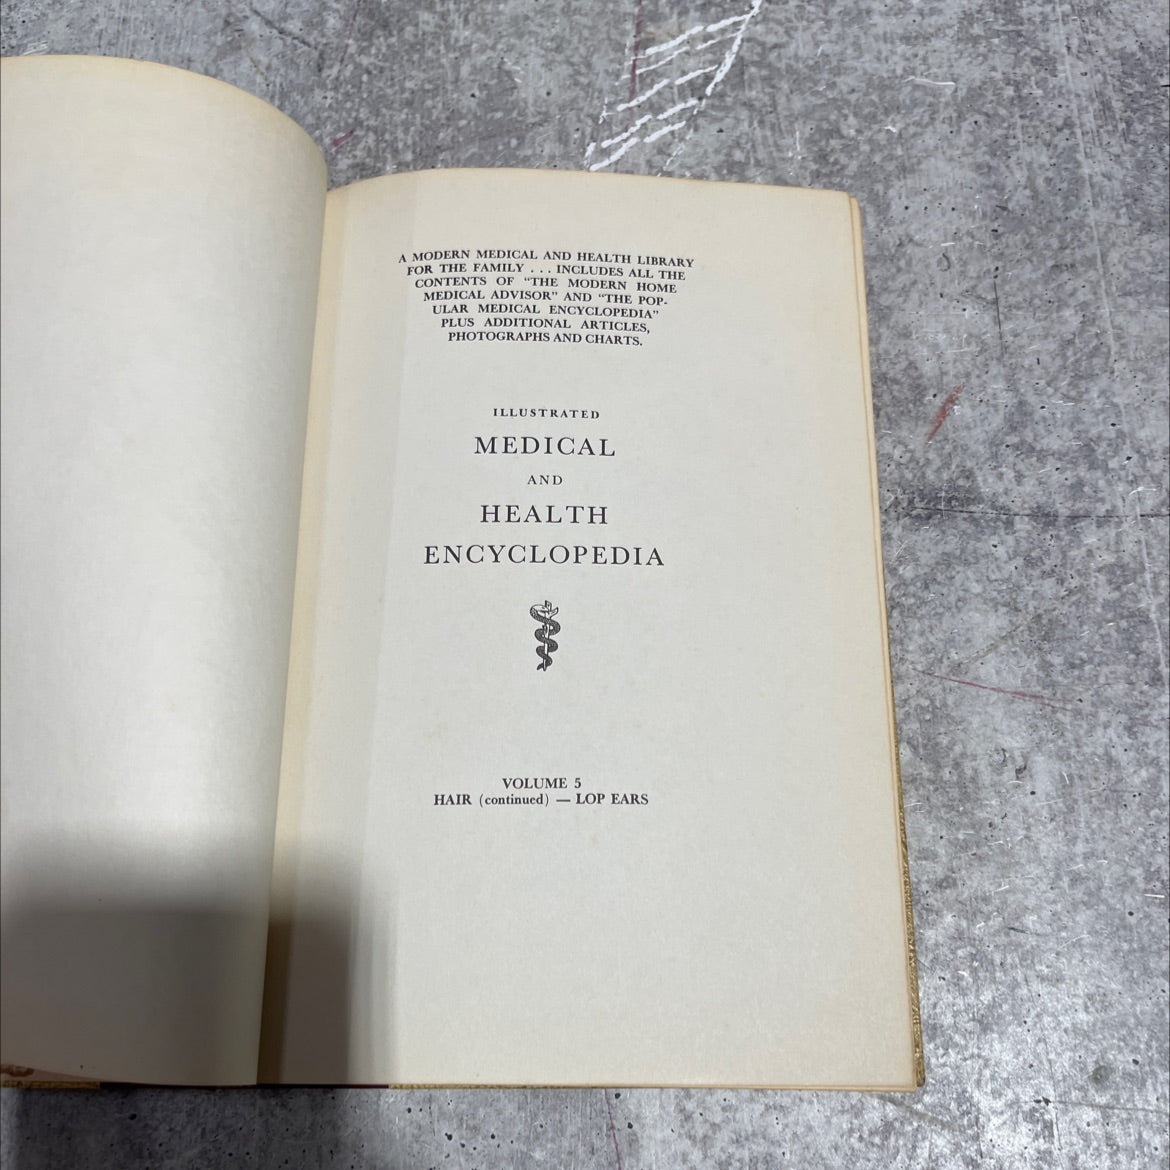 A MODERN MEDICAL AND HEALTH LIBRARY
FOR THE FAMILY . . . INCLUDES ALL THE
CONTENTS OF "THE MODERN HOME
MEDICAL ADVISOR" AND "THE POP-
ULAR MEDICAL ENCYCLOPEDIA"
PLUS ADDITIONAL ARTICLES,
PHOTOGRAPHS AND CHARTS.
ILLUSTRATED
MEDICAL
AND
HEALTH
ENCYCLOPEDIA
VOLUME 5
HAIR (continued) — LOP EARS